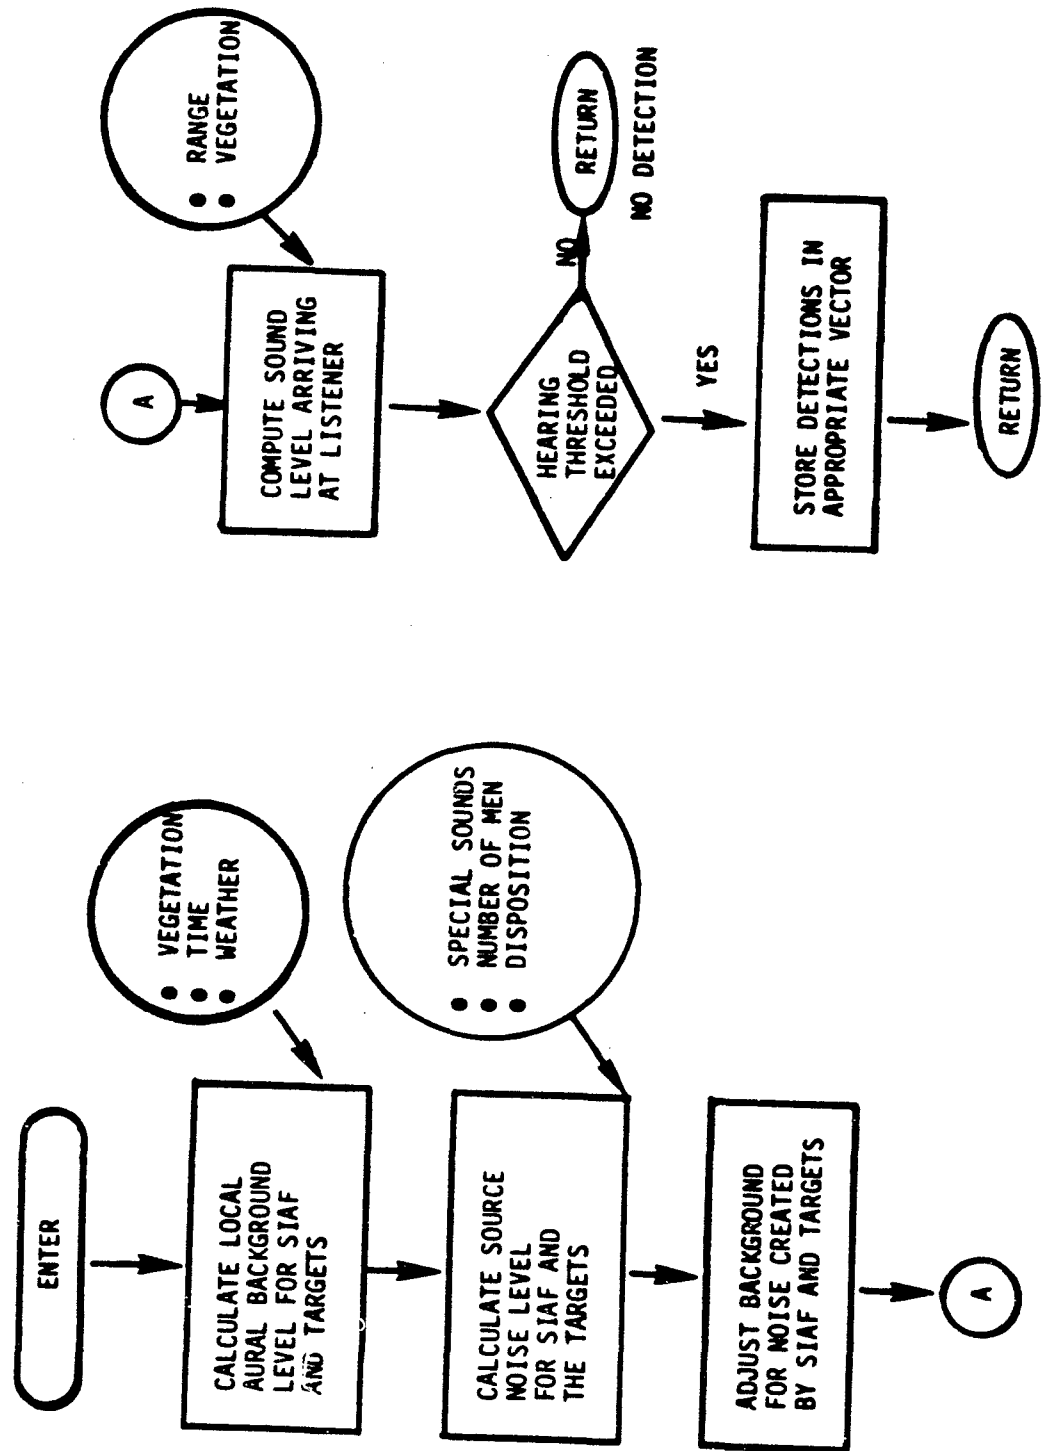 ENTER
CALCULATE LOCAL
AURAL BACKGROUND
LEVEL FOR SIAF
AND TARGETS
● VEGETATION
● TIME
● WEATHER
CALCULATE SOURCE
NOISE LEVEL
FOR SIAF AND
THE TARGETS
● SPECIAL SOUNDS
● NUMBER OF MEN
● DISPOSITION
ADJUST BACKGROUND
FOR NOISE CREATED
BY SIAF AND TARGETS
A
A
COMPUTE SOUND
LEVEL ARRIVING
AT LISTENER
● RANGE
● VEGETATION
HEARING
THRESHOLD
EXCEEDED
NO
RETURN
NO DETECTION
YES
STORE DETECTIONS IN
APPROPRIATE VECTOR
RETURN